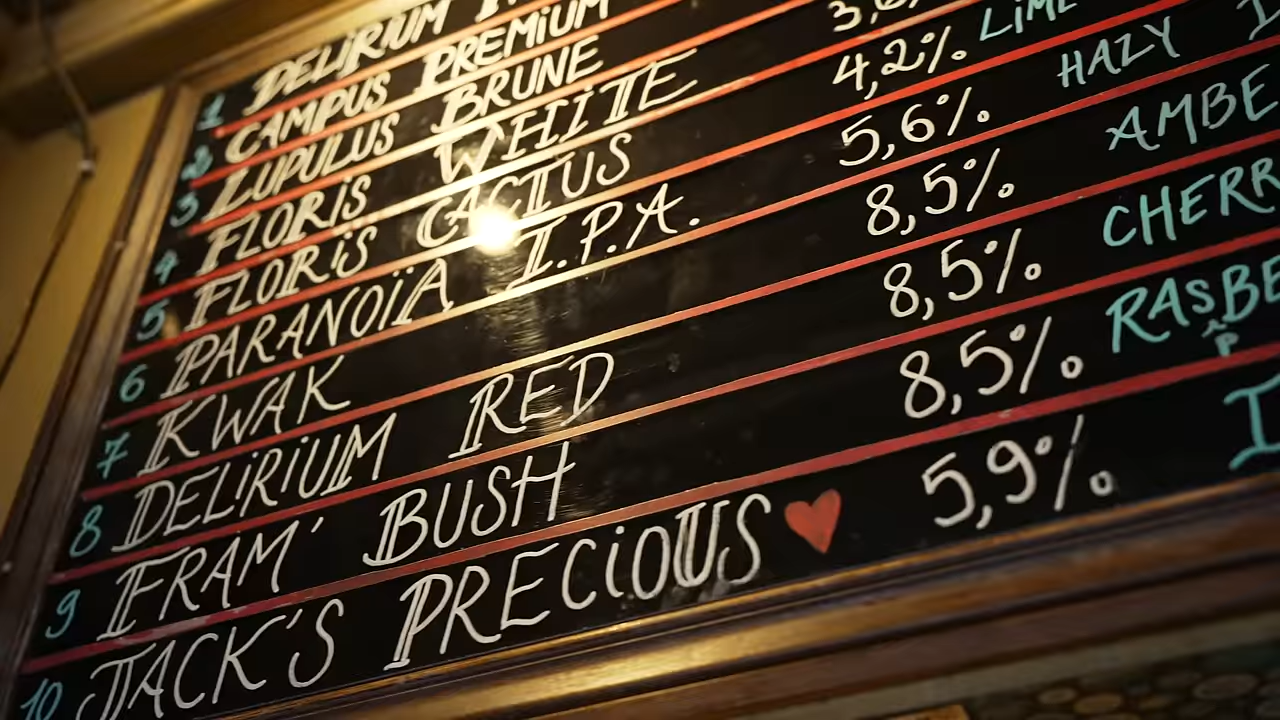 1 DELIRIUM
2 CAMPUS PREMIUM
3 LUPULUS BRUNE
4 FLORIS WHITE 3,6
5 FLORIS CACTUS 4,2% LIME
6 PARANOÏA I.P.A. 5,6% HAZY I
7 KWAK 8,5% AMBE
8 DELIRIUM RED 8,5% CHERR
9 FRAM' BUSH 8,5% RASBE
P
10 JACK'S PRECIOUS 5,9% I